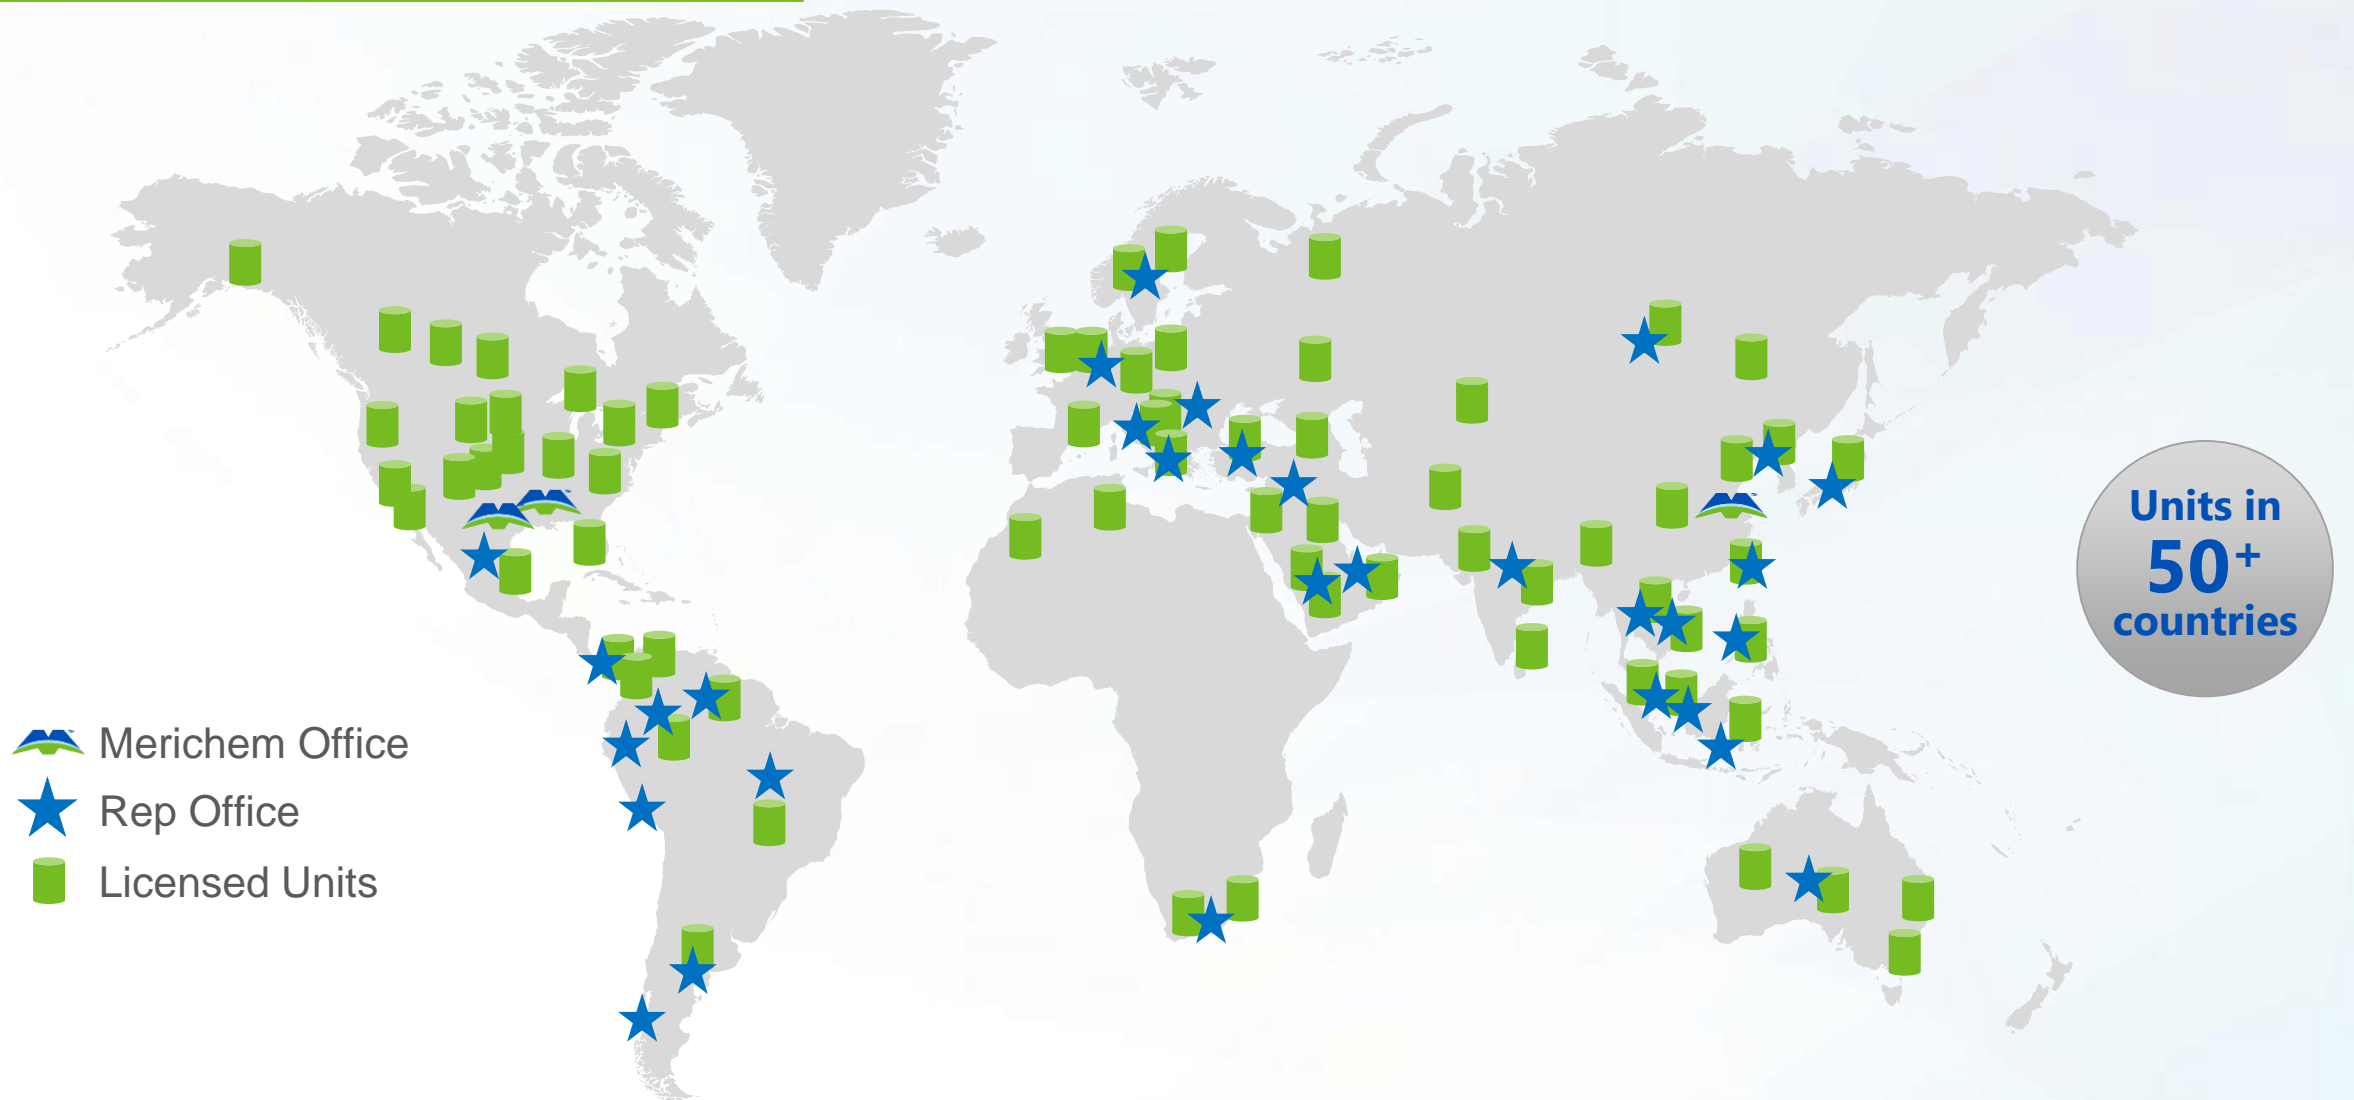 Units in
50+
countries
Merichem Office
Rep Office
Licensed Units